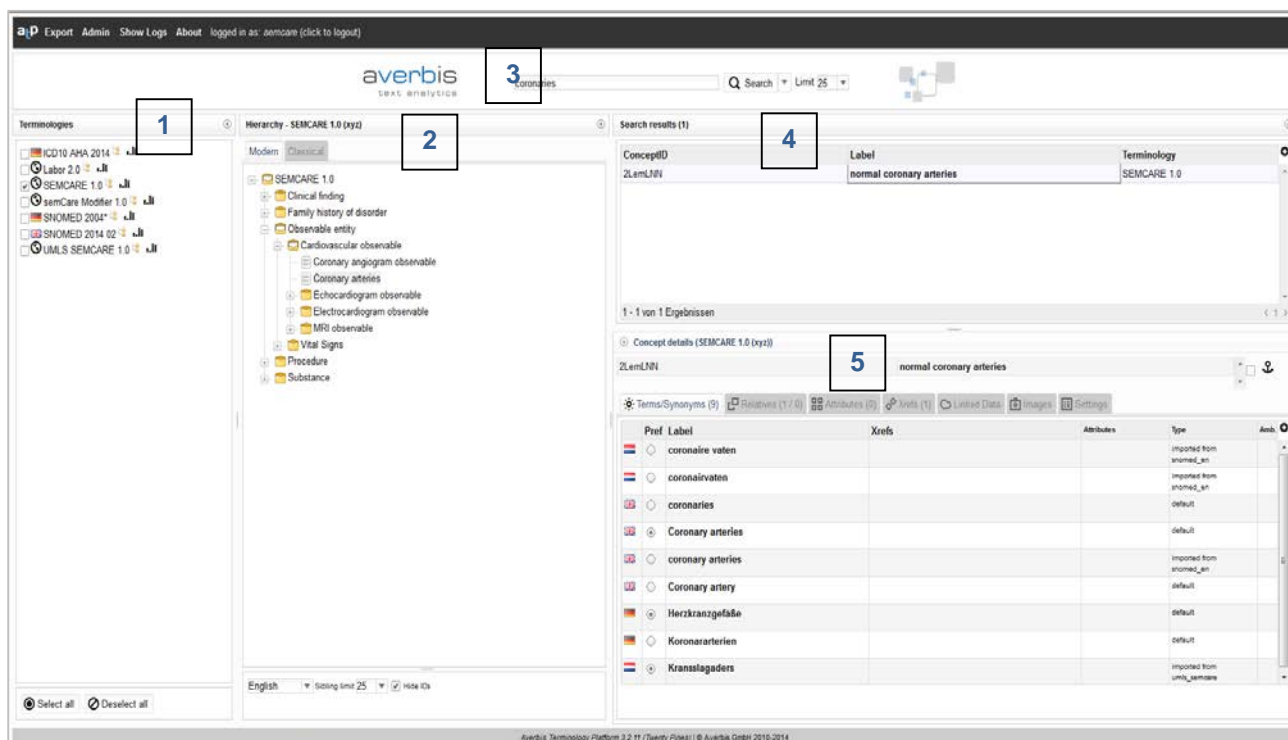 atp Export Admin Show Logs About logged in as: semcare (click to logout)
averbis
text analytics
3
coronaries
Search
Limit 25
Terminologies
1
ICD10 AHA 2014
Labor 2.0
SEMCARE 1.0
semCare Modifier 1.0
SNOMED 2004*
SNOMED 2014 02
UMLS SEMCARE 1.0
Select all Deselect all
Hierarchy - SEMCARE 1.0 (xyz)
2
Modern Classical
SEMCARE 1.0
Clinical finding
Family history of disorder
Observable entity
Cardiovascular observable
Coronary angiogram observable
Coronary arteries
Echocardiogram observable
Electrocardiogram observable
MRI observable
Vital Signs
Procedure
Substance
English Sibling limit 25 Hide IDs
Search results (1)
4
ConceptID Label Terminology
2LemLNN normal coronary arteries SEMCARE 1.0
1 - 1 von 1 Ergebnissen
1
Concept details (SEMCARE 1.0 (xyz))
5
2LemLNN normal coronary arteries
Terms/Synonyms (9) Relatives (1 / 0) Attributes (0) Xrefs (1) Linked Data Images Settings
Pref Label Xrefs Attributes Type Amb.
coronaire vaten imported from snomed_en
coronairvaten imported from snomed_en
coronaries default
Coronary arteries default
coronary arteries imported from snomed_en
Coronary artery default
Herzkranzgefäße default
Koronararterien default
Kransslagaders imported from umls_semcare
Averbis Terminology Platform 3.2 | © Averbis GmbH 2010-2014